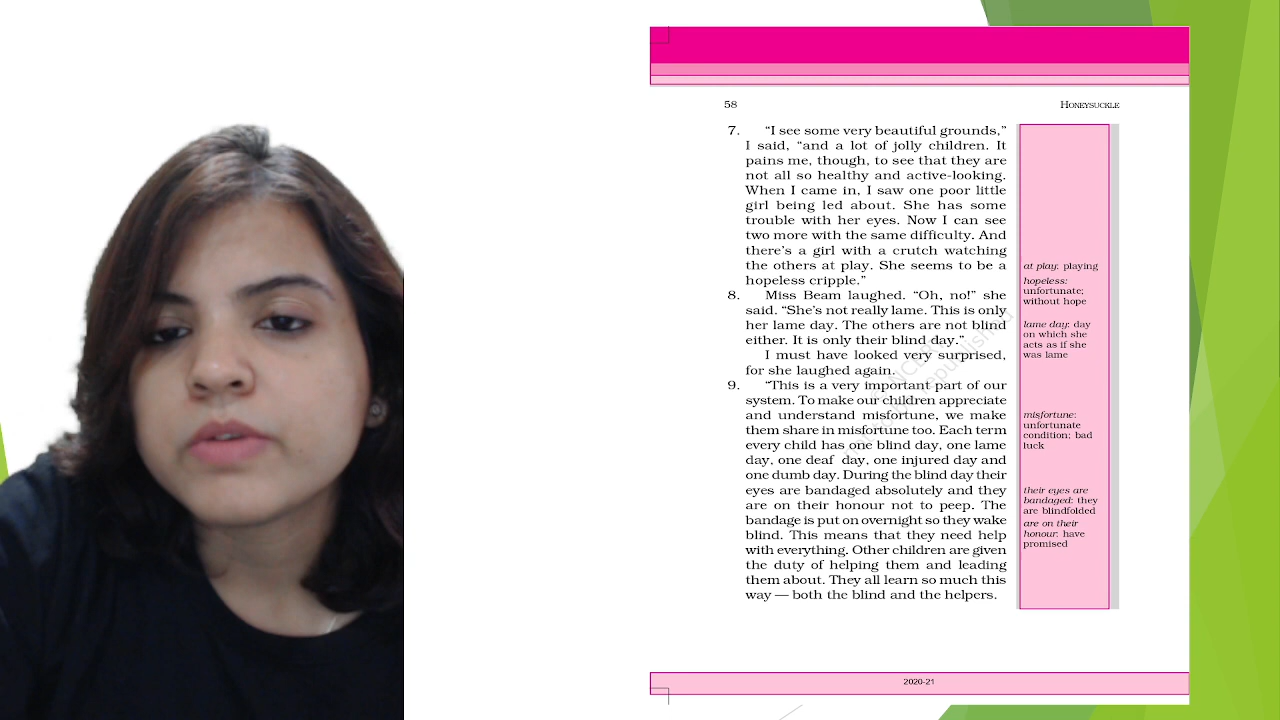 58
HONEYSUCKLE
7. “I see some very beautiful grounds,”
I said, “and a lot of jolly children. It
pains me, though, to see that they are
not all so healthy and active-looking.
When I came in, I saw one poor little
girl being led about. She has some
trouble with her eyes. Now I can see
two more with the same difficulty. And
there’s a girl with a crutch watching
the others at play. She seems to be a
hopeless cripple.”
8. Miss Beam laughed. “Oh, no!” she
said. “She’s not really lame. This is only
her lame day. The others are not blind
either. It is only their blind day.”
I must have looked very surprised,
for she laughed again.
9. “This is a very important part of our
system. To make our children appreciate
and understand misfortune, we make
them share in misfortune too. Each term
every child has one blind day, one lame
day, one deaf day, one injured day and
one dumb day. During the blind day their
eyes are bandaged absolutely and they
are on their honour not to peep. The
bandage is put on overnight so they wake
blind. This means that they need help
with everything. Other children are given
the duty of helping them and leading
them about. They all learn so much this
way — both the blind and the helpers.
at play: playing
hopeless:
unfortunate;
without hope
lame day: day
on which she
acts as if she
was lame
misfortune:
unfortunate
condition; bad
luck
their eyes are
bandaged: they
are blindfolded
are on their
honour: have
promised
2020-21